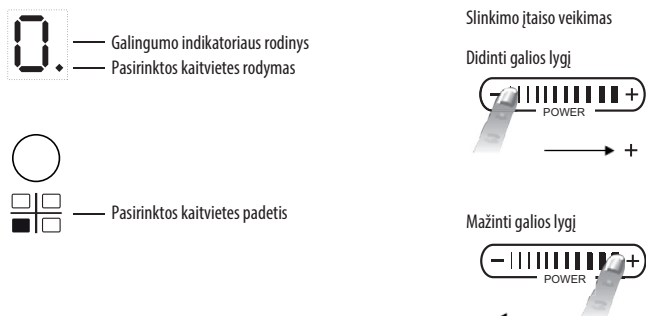 0.
Galingumo indikatoriaus rodinys
Pasirinktos kaitvietes rodymas
Pasirinktos kaitvietes padetis
Slinkimo įtaiso veikimas
Didinti galios lygį
- +
POWER
+
Mažinti galios lygį
- +
POWER